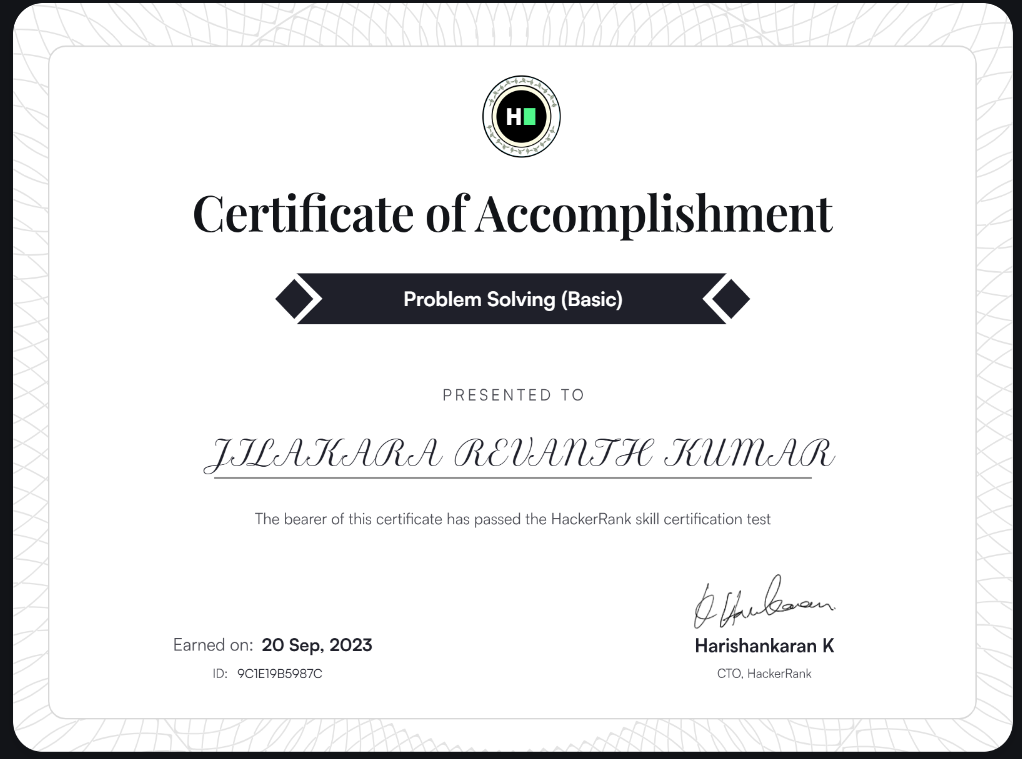 H
Certificate of Accomplishment
Problem Solving (Basic)
PRESENTED TO
JILAKARA REVANTH KUMAR
The bearer of this certificate has passed the HackerRank skill certification test
Earned on: 20 Sep, 2023
Harishankaran K
ID: 9C1E19B5987C
CTO, HackerRank